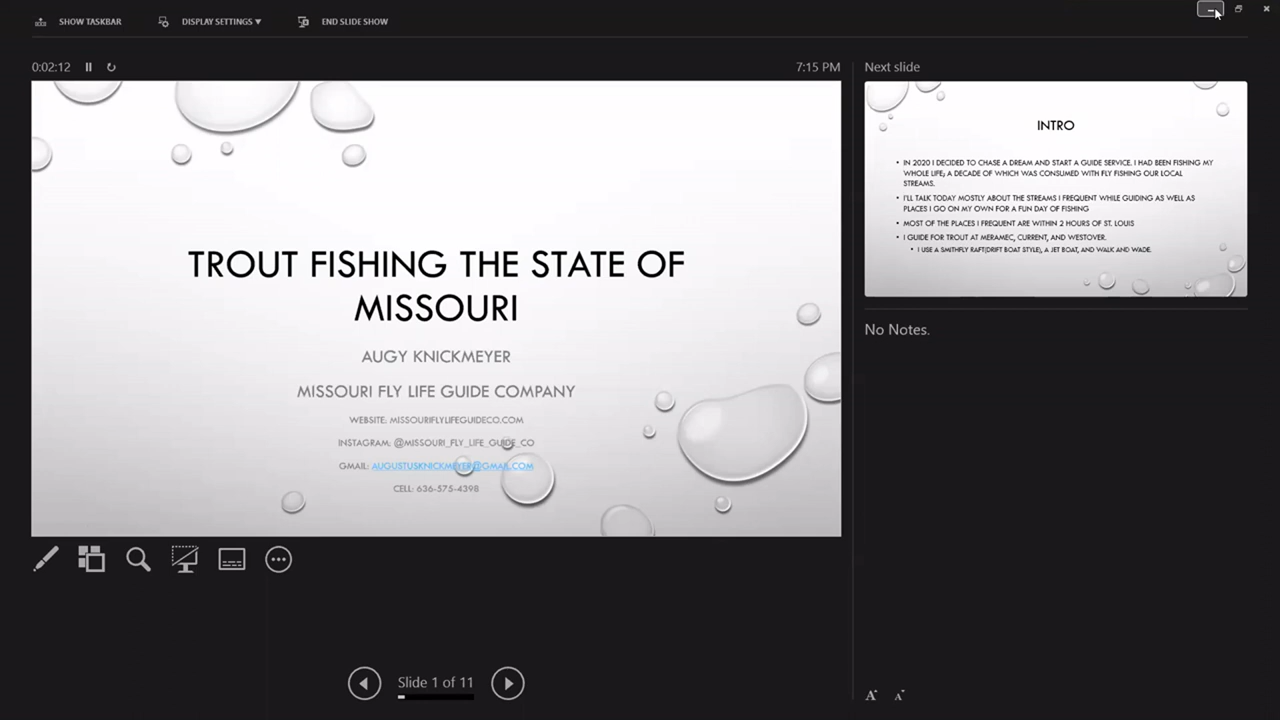 SHOW TASKBAR
DISPLAY SETTINGS ▼
END SLIDE SHOW
0:02:12
7:15 PM
TROUT FISHING THE STATE OF
MISSOURI
AUGY KNICKMEYER
MISSOURI FLY LIFE GUIDE COMPANY
WEBSITE: MISSOURIFLYLIFEGUIDECO.COM
INSTAGRAM: @MISSOURI_FLY_LIFE_GUIDE_CO
GMAIL: AUGUSTUSKNICKMEYER@GMAIL.COM
CELL: 636-575-4398
Slide 1 of 11
Next slide
INTRO
• IN 2020 I DECIDED TO CHASE A DREAM AND START A GUIDE SERVICE. I HAD BEEN FISHING MY
WHOLE LIFE; A DECADE OF WHICH WAS CONSUMED WITH FLY FISHING OUR LOCAL
STREAMS.
• I'LL TALK TODAY MOSTLY ABOUT THE STREAMS I FREQUENT WHILE GUIDING AS WELL AS
PLACES I GO ON MY OWN FOR A FUN DAY OF FISHING
• MOST OF THE PLACES I FREQUENT ARE WITHIN 2 HOURS OF ST. LOUIS
• I GUIDE FOR TROUT AT MERAMEC, CURRENT, AND WESTOVER.
• I USE A SMITHFLY RAFT(DRIFT BOAT STYLE), A JET BOAT, AND WALK AND WADE.
No Notes.
A A